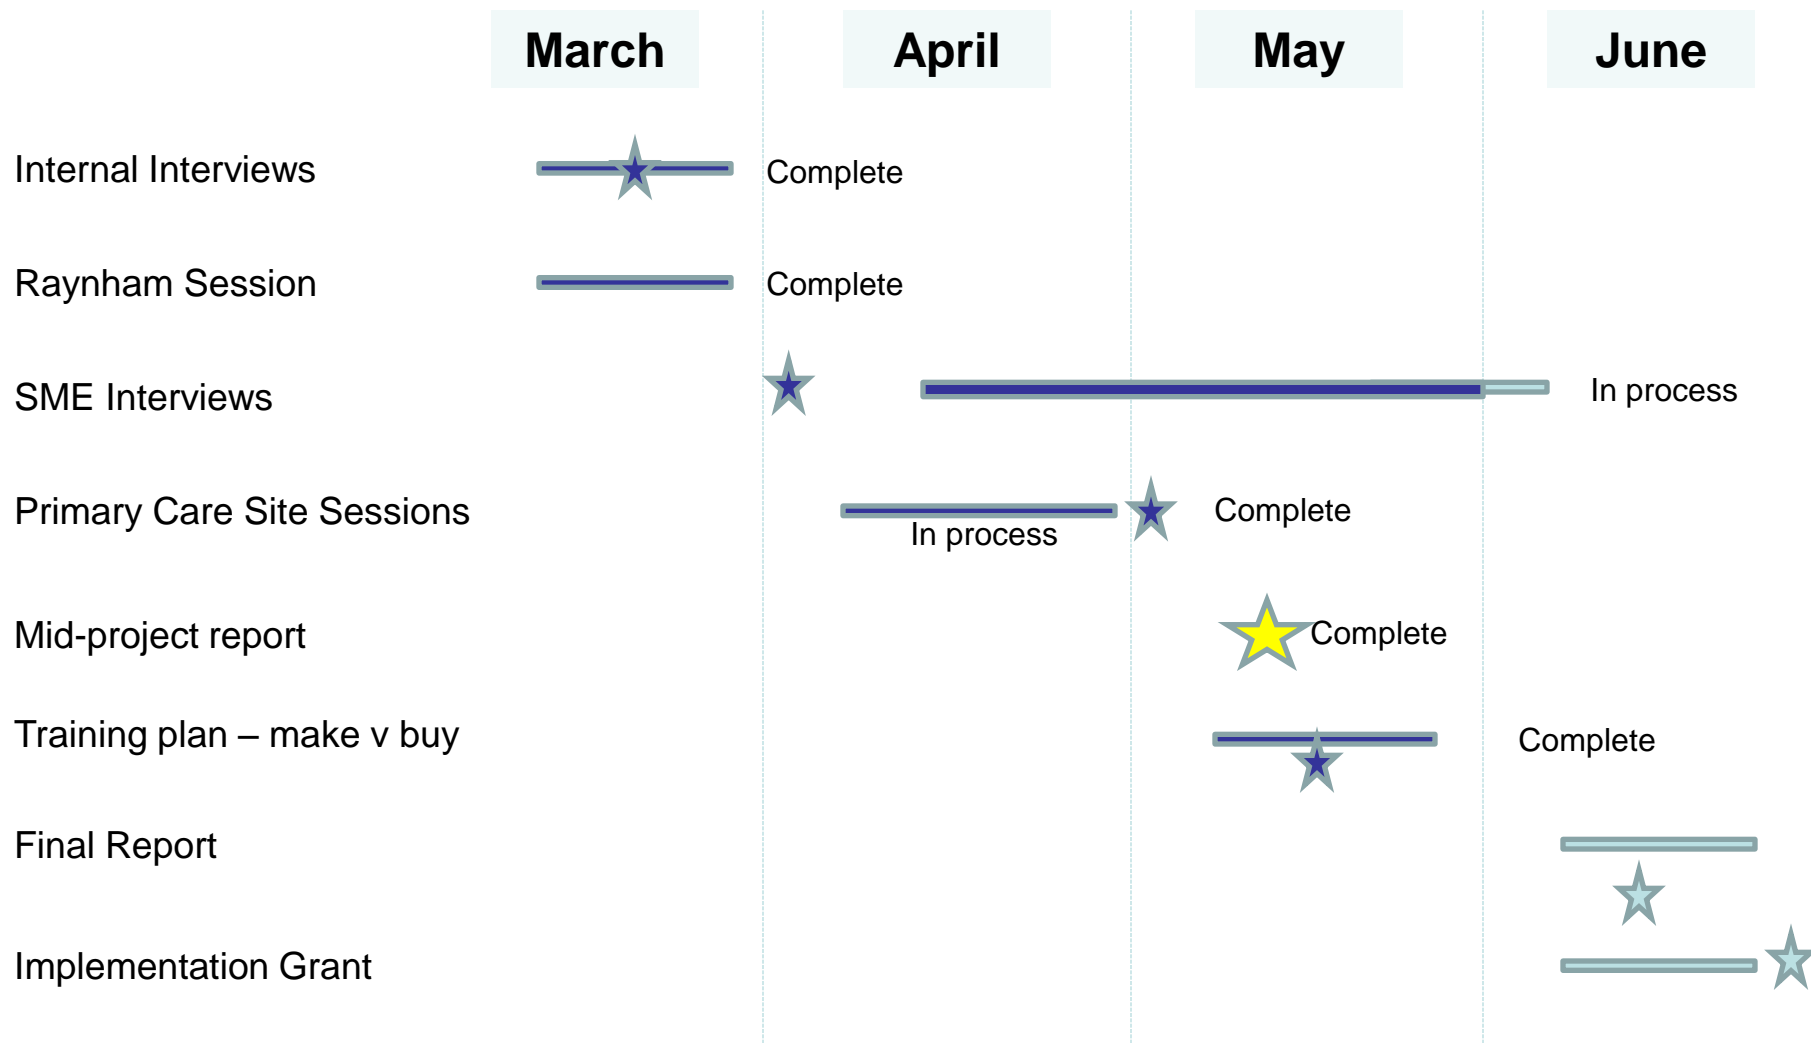 March April May June
Internal Interviews Complete
Raynham Session Complete
SME Interviews In process
Primary Care Site Sessions Complete
In process
Mid-project report Complete
Training plan – make v buy Complete
Final Report
Implementation Grant